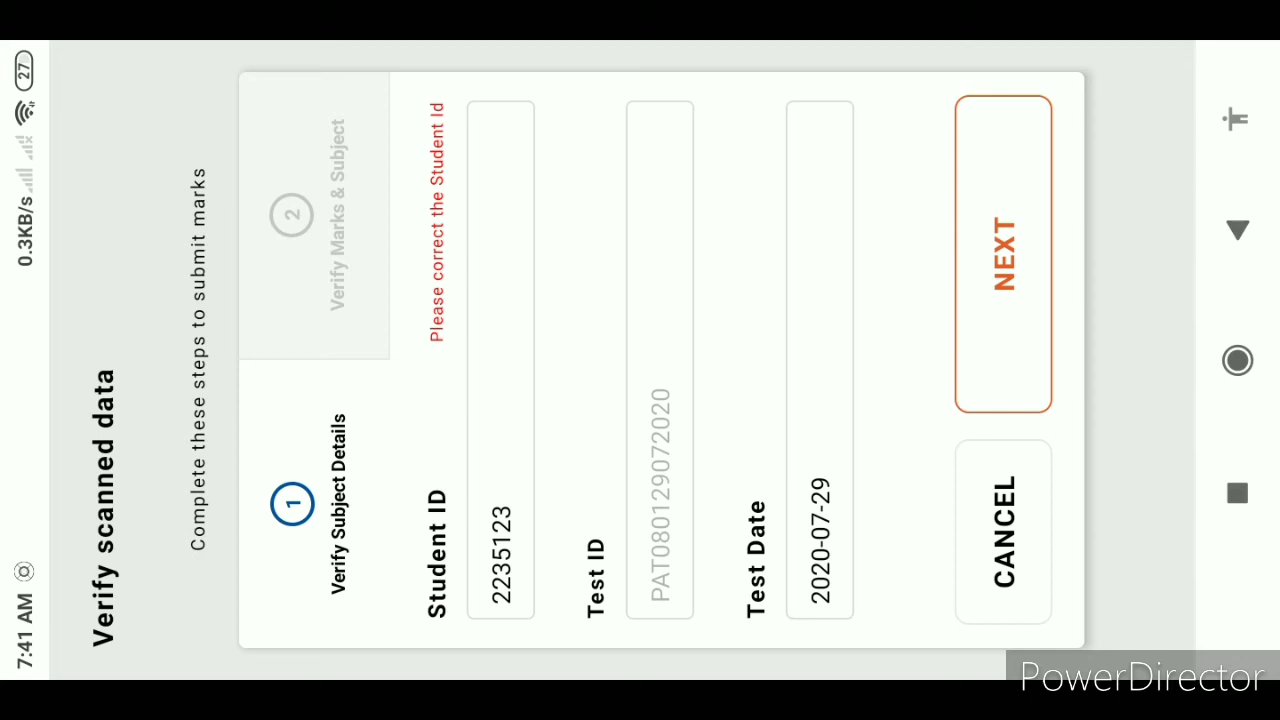 7:41 AM 0.3KB/s 27
Verify scanned data
Complete these steps to submit marks
1 2
Verify Subject Details Verify Marks & Subject
Student ID Please correct the Student Id
2235123
Test ID
PAT080129072020
Test Date
2020-07-29
CANCEL NEXT
PowerDirector